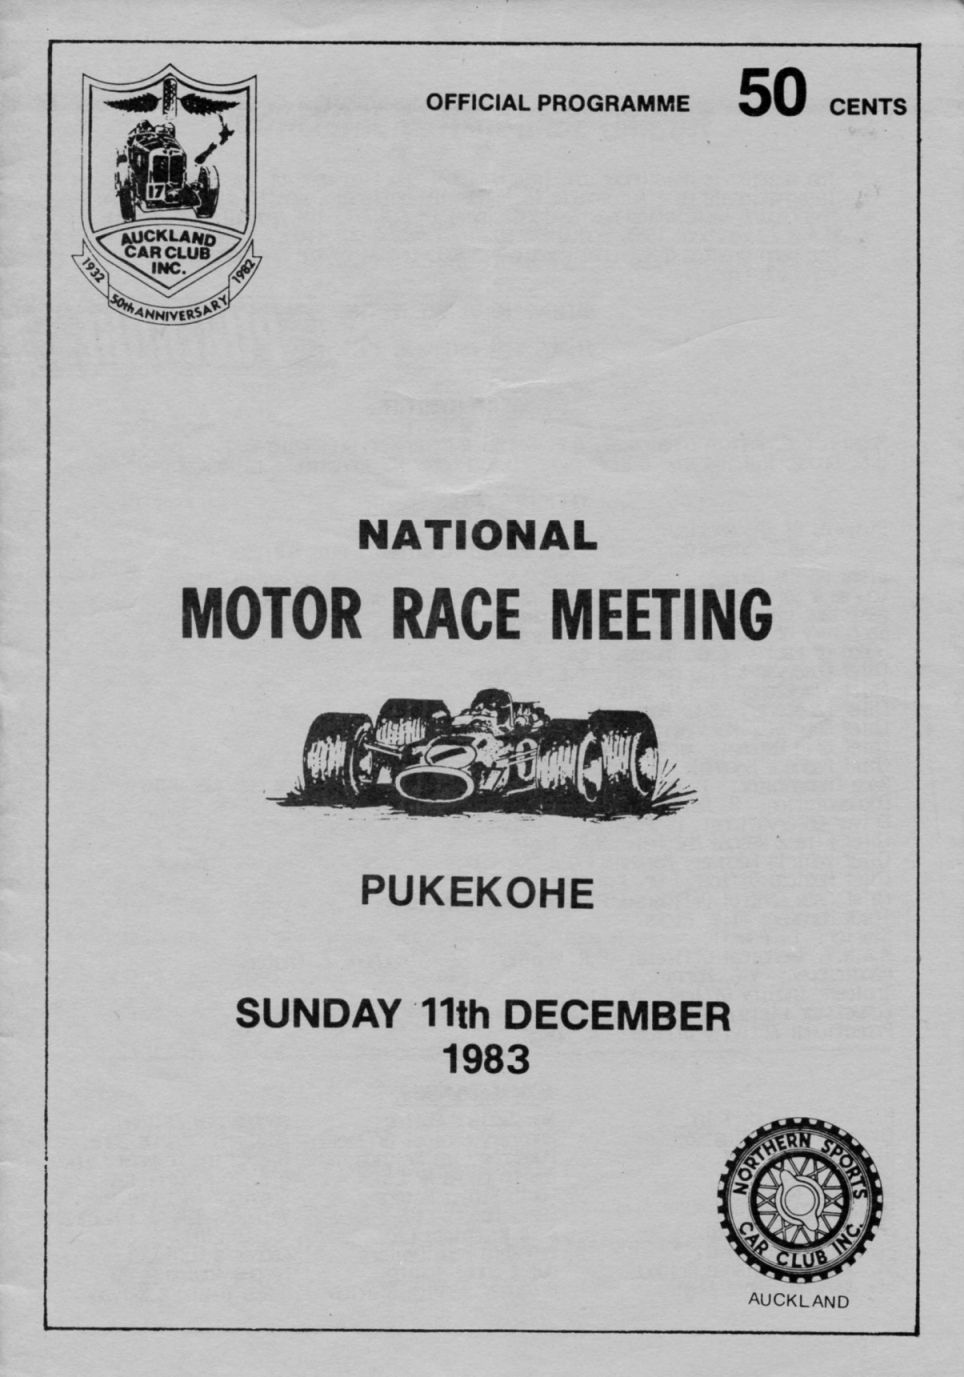 OFFICIAL PROGRAMME 50 CENTS
17
AUCKLAND
CAR CLUB
INC.
1932 50th ANNIVERSARY 1982
NATIONAL
MOTOR RACE MEETING
PUKEKOHE
SUNDAY 11th DECEMBER
1983
NORTHERN SPORTS
CAR CLUB INC.
AUCKLAND